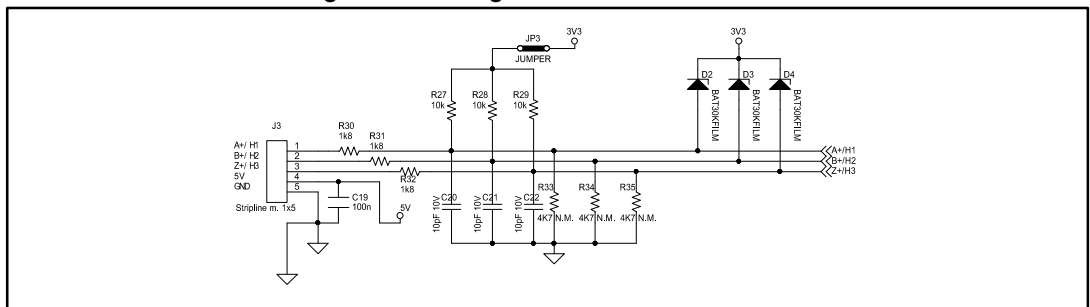 JP3
3V3
JUMPER
3V3
D2
D3
D4
BAT30KFILM
BAT30KFILM
BAT30KFILM
R27
10k
R28
10k
R29
10k
J3
R30
1k8
R31
1k8
R32
1k8
A+/ H1
B+/ H2
Z+/ H3
5V
GND
1
2
3
4
5
Stripline m. 1x5
A+/H1
B+/H2
Z+/H3
C19
100n
5V
C20
10pF 10V
C21
10pF 10V
C22
10pF 10V
R33
4K7 N.M.
R34
4K7 N.M.
R35
4K7 N.M.